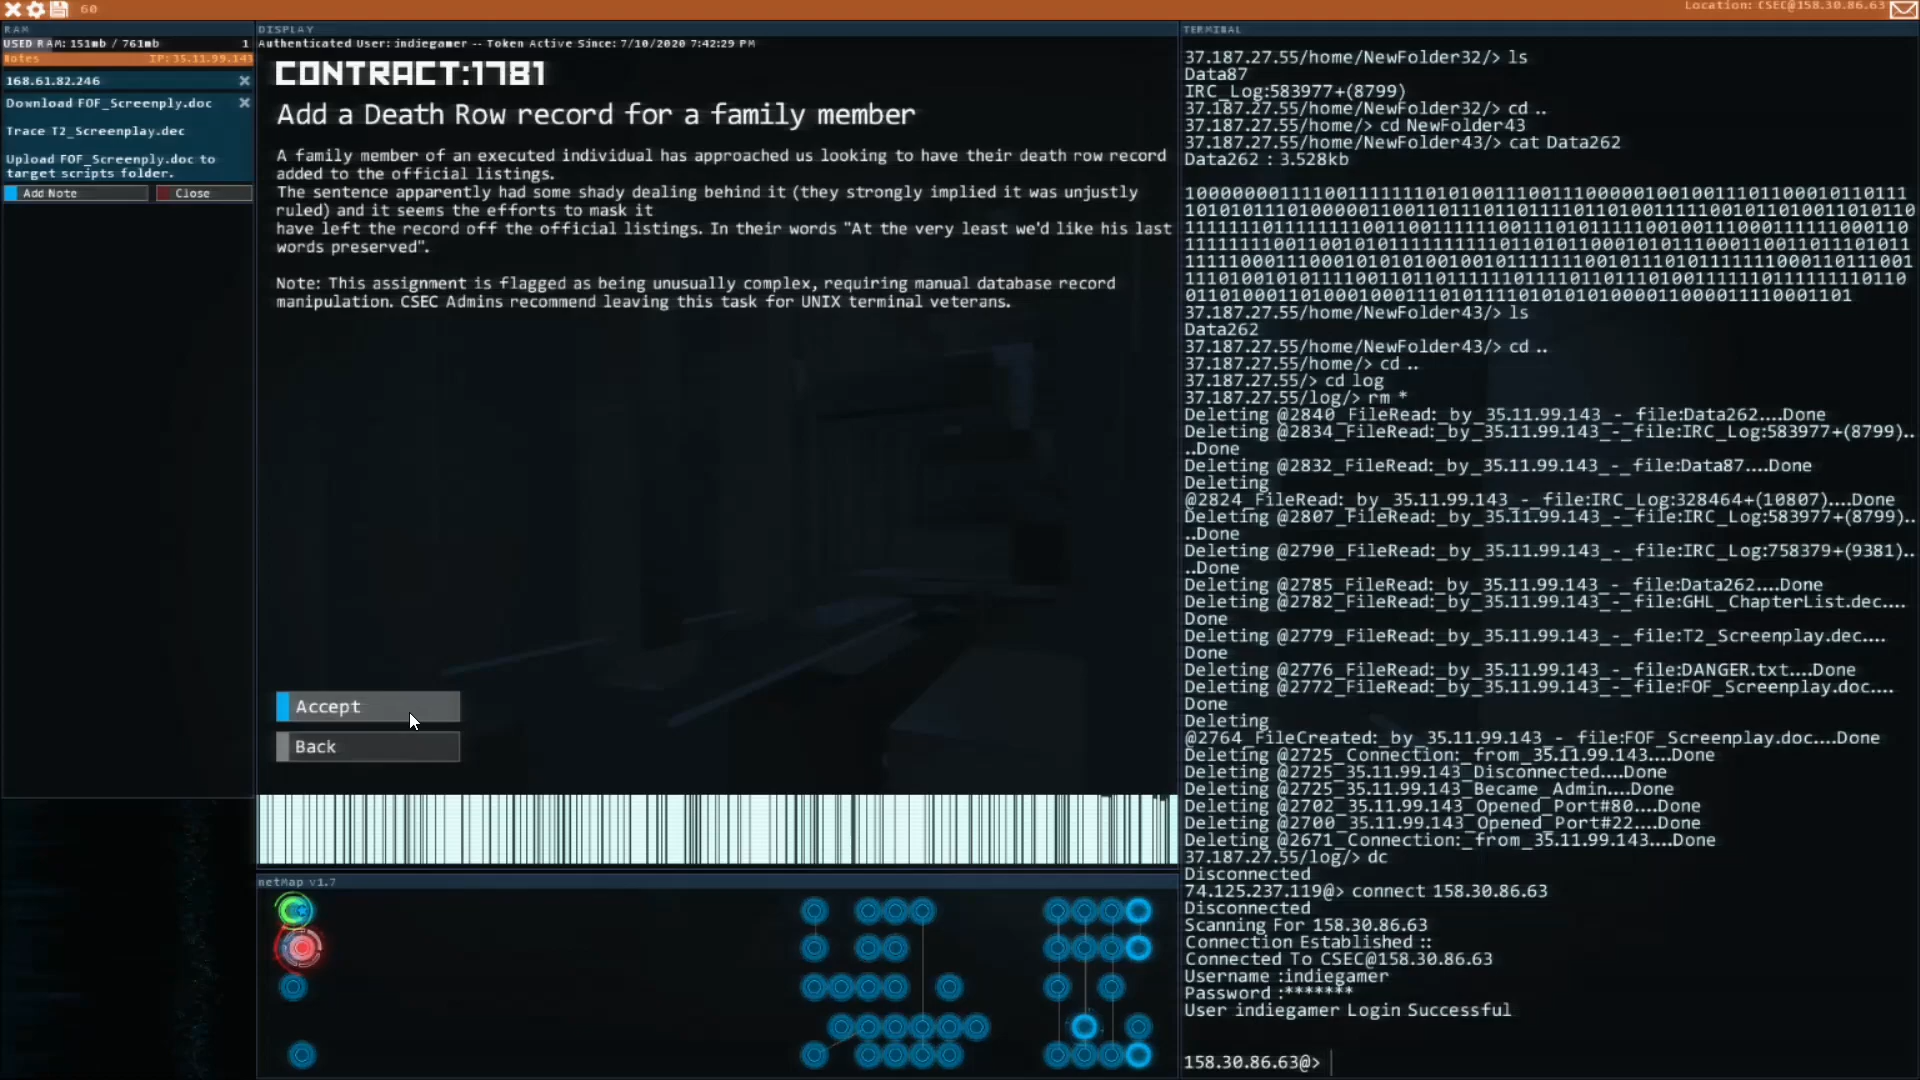 60
Location: CSEC@158.30.86.63
RAM
USED RAM: 151mb / 761mb
1
Notes
IP: 35.11.99.143
168.61.82.246
Download FOF_Screenply.doc
Trace T2_Screenplay.dec
Upload FOF_Screenply.doc to
target scripts folder.
Add Note
Close
DISPLAY
Authenticated User: indiegamer -- Token Active Since: 7/10/2020 7:42:29 PM
CONTRACT:1781
Add a Death Row record for a family member
A family member of an executed individual has approached us looking to have their death row record
added to the official listings.
The sentence apparently had some shady dealing behind it (they strongly implied it was unjustly
ruled) and it seems the efforts to mask it
have left the record off the official listings. In their words "At the very least we'd like his last
words preserved".
Note: This assignment is flagged as being unusually complex, requiring manual database record
manipulation. CSEC Admins recommend leaving this task for UNIX terminal veterans.
Accept
Back
netMap v1.7
TERMINAL
37.187.27.55/home/NewFolder32/> ls
Data87
IRC_Log:583977+(8799)
37.187.27.55/home/NewFolder32/> cd ..
37.187.27.55/home/> cd NewFolder43
37.187.27.55/home/NewFolder43/> cat Data262
Data262 : 3.528kb
37.187.27.55/home/NewFolder43/> ls
Data262
37.187.27.55/home/NewFolder43/> cd ..
37.187.27.55/home/> cd ..
37.187.27.55/> cd log
37.187.27.55/log/> rm *
Deleting @2840_FileRead:_by_35.11.99.143_-_file:Data262....Done
Deleting @2834_FileRead:_by_35.11.99.143_-_file:IRC_Log:583977+(8799)..
..Done
Deleting @2832_FileRead:_by_35.11.99.143_-_file:Data87....Done
Deleting
@2824_FileRead:_by_35.11.99.143_-_file:IRC_Log:328464+(10807)....Done
Deleting @2807_FileRead:_by_35.11.99.143_-_file:IRC_Log:583977+(8799)..
..Done
Deleting @2790_FileRead:_by_35.11.99.143_-_file:IRC_Log:758379+(9381)..
..Done
Deleting @2785_FileRead:_by_35.11.99.143_-_file:Data262....Done
Deleting @2782_FileRead:_by_35.11.99.143_-_file:GHL_ChapterList.dec....
Done
Deleting @2779_FileRead:_by_35.11.99.143_-_file:T2_Screenplay.dec....
Done
Deleting @2776_FileRead:_by_35.11.99.143_-_file:DANGER.txt....Done
Deleting @2772_FileRead:_by_35.11.99.143_-_file:FOF_Screenply.doc....
Done
Deleting
@2764_FileCreated:_by_35.11.99.143_-_file:FOF_Screenply.doc....Done
Deleting @2725_Connection:_from_35.11.99.143....Done
Deleting @2725_35.11.99.143_Disconnected....Done
Deleting @2725_35.11.99.143_Became_Admin....Done
Deleting @2702_35.11.99.143_Opened_Port#80....Done
Deleting @2700_35.11.99.143_Opened_Port#22....Done
Deleting @2671_Connection:_from_35.11.99.143....Done
37.187.27.55/log/> dc
Disconnected
74.125.237.119@> connect 158.30.86.63
Disconnected
Scanning For 158.30.86.63
Connection Established ::
Connected To CSEC@158.30.86.63
Username :indiegamer
Password :*******
User indiegamer Login Successful
158.30.86.63@>